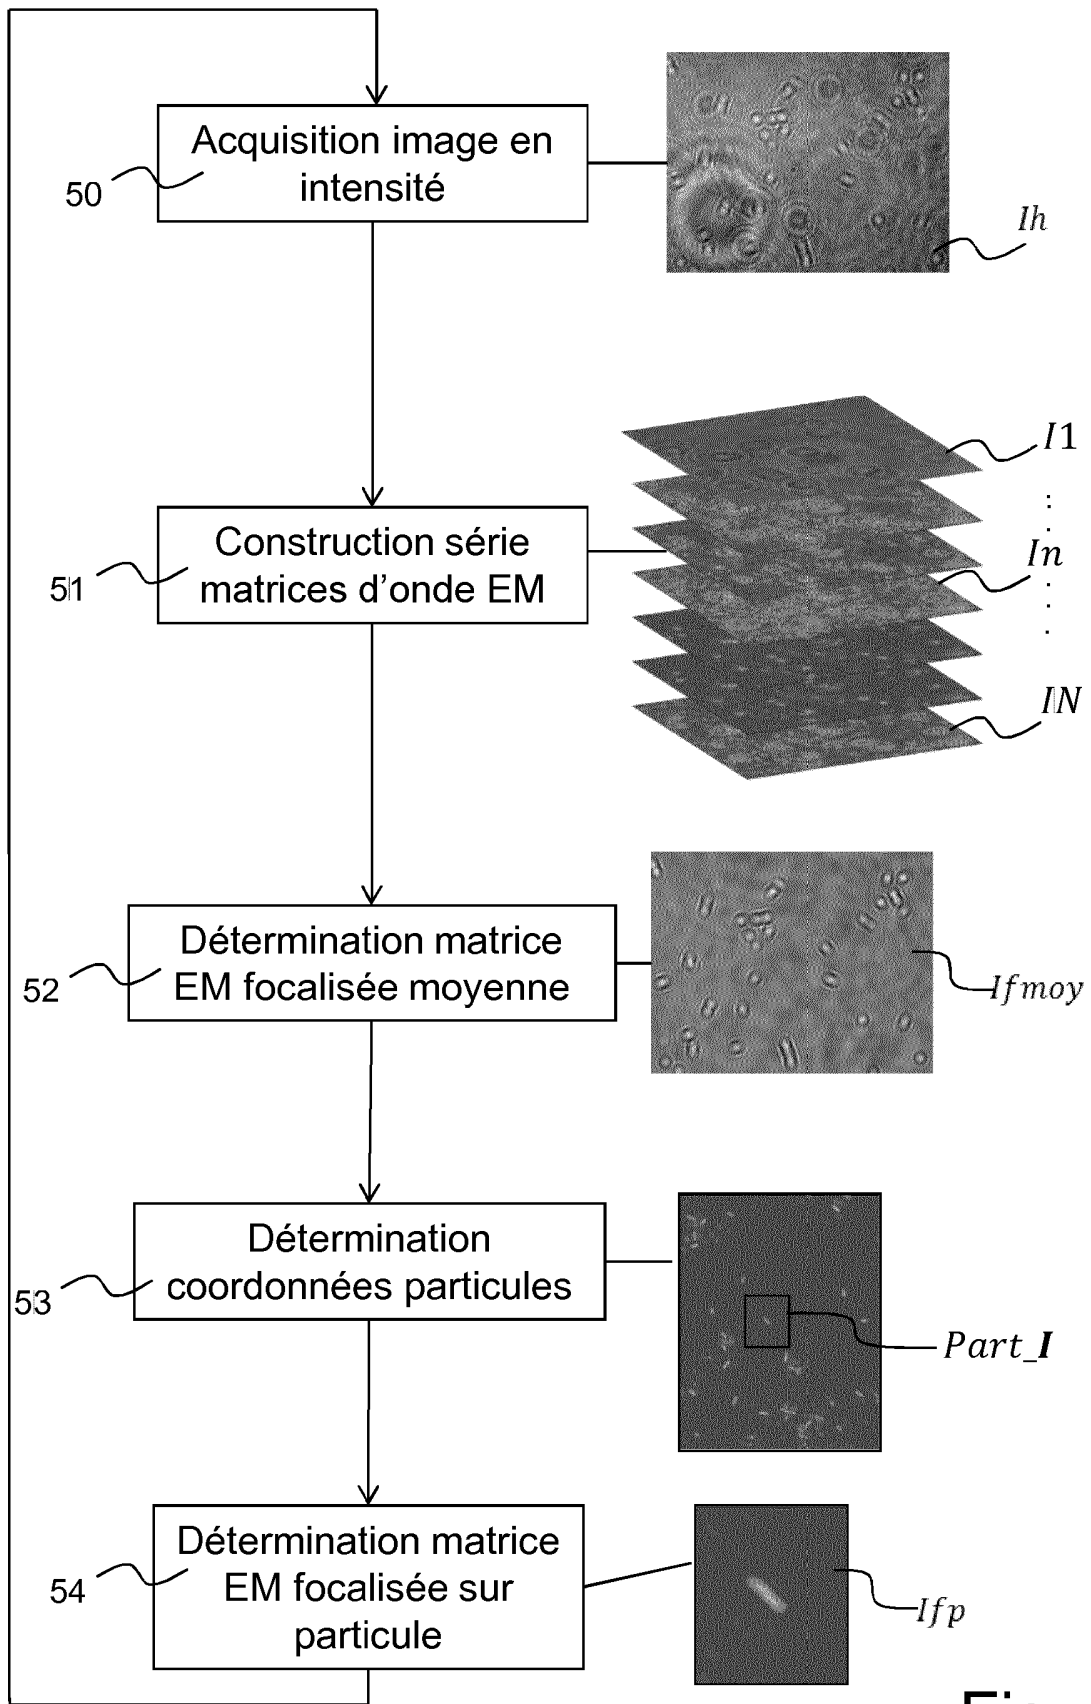 Acquisition image en
intensité
50
Ih
I1
Construction série
matrices d'onde EM
51
In
IN
Détermination matrice
EM focalisée moyenne
52
Ifmoy
Détermination
coordonnées particules
53
Part_I
Détermination matrice
EM focalisée sur
particule
54
Ifp